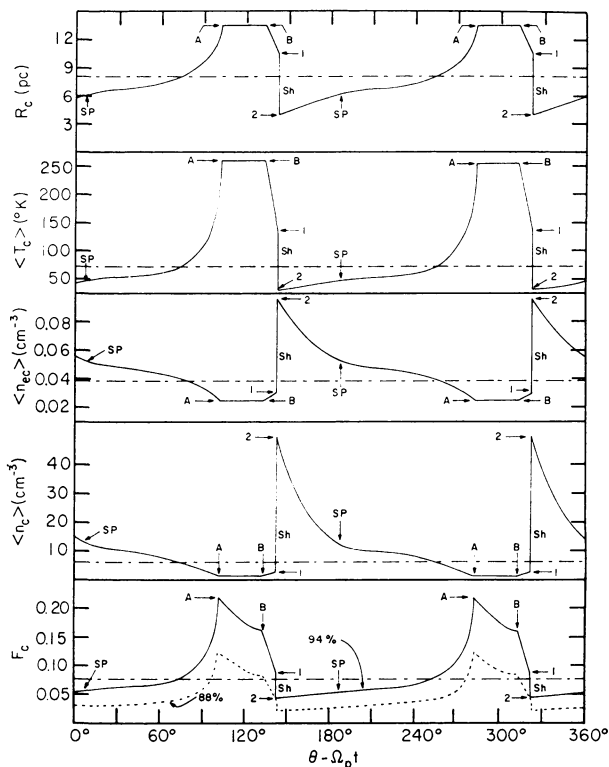 12
9
6
3
R_c (pc)
A
B
1
Sh
SP
2
A
B
1
Sh
SP
2
250
200
150
100
50
<T_c> (°K)
A
B
1
Sh
SP
2
A
B
1
Sh
SP
2
0.08
0.06
0.04
0.02
<n_ec>(cm⁻³)
SP
2
Sh
1
A
B
SP
2
Sh
1
A
B
40
30
20
10
<n_c>(cm⁻³)
SP
2
Sh
A
B
1
SP
2
Sh
A
B
1
0.20
0.15
0.10
0.05
F_c
A
B
1
Sh
2
SP
88%
94%
SP
A
B
1
Sh
2
0 60° 120° 180° 240° 300° 360°
θ - Ω_p t